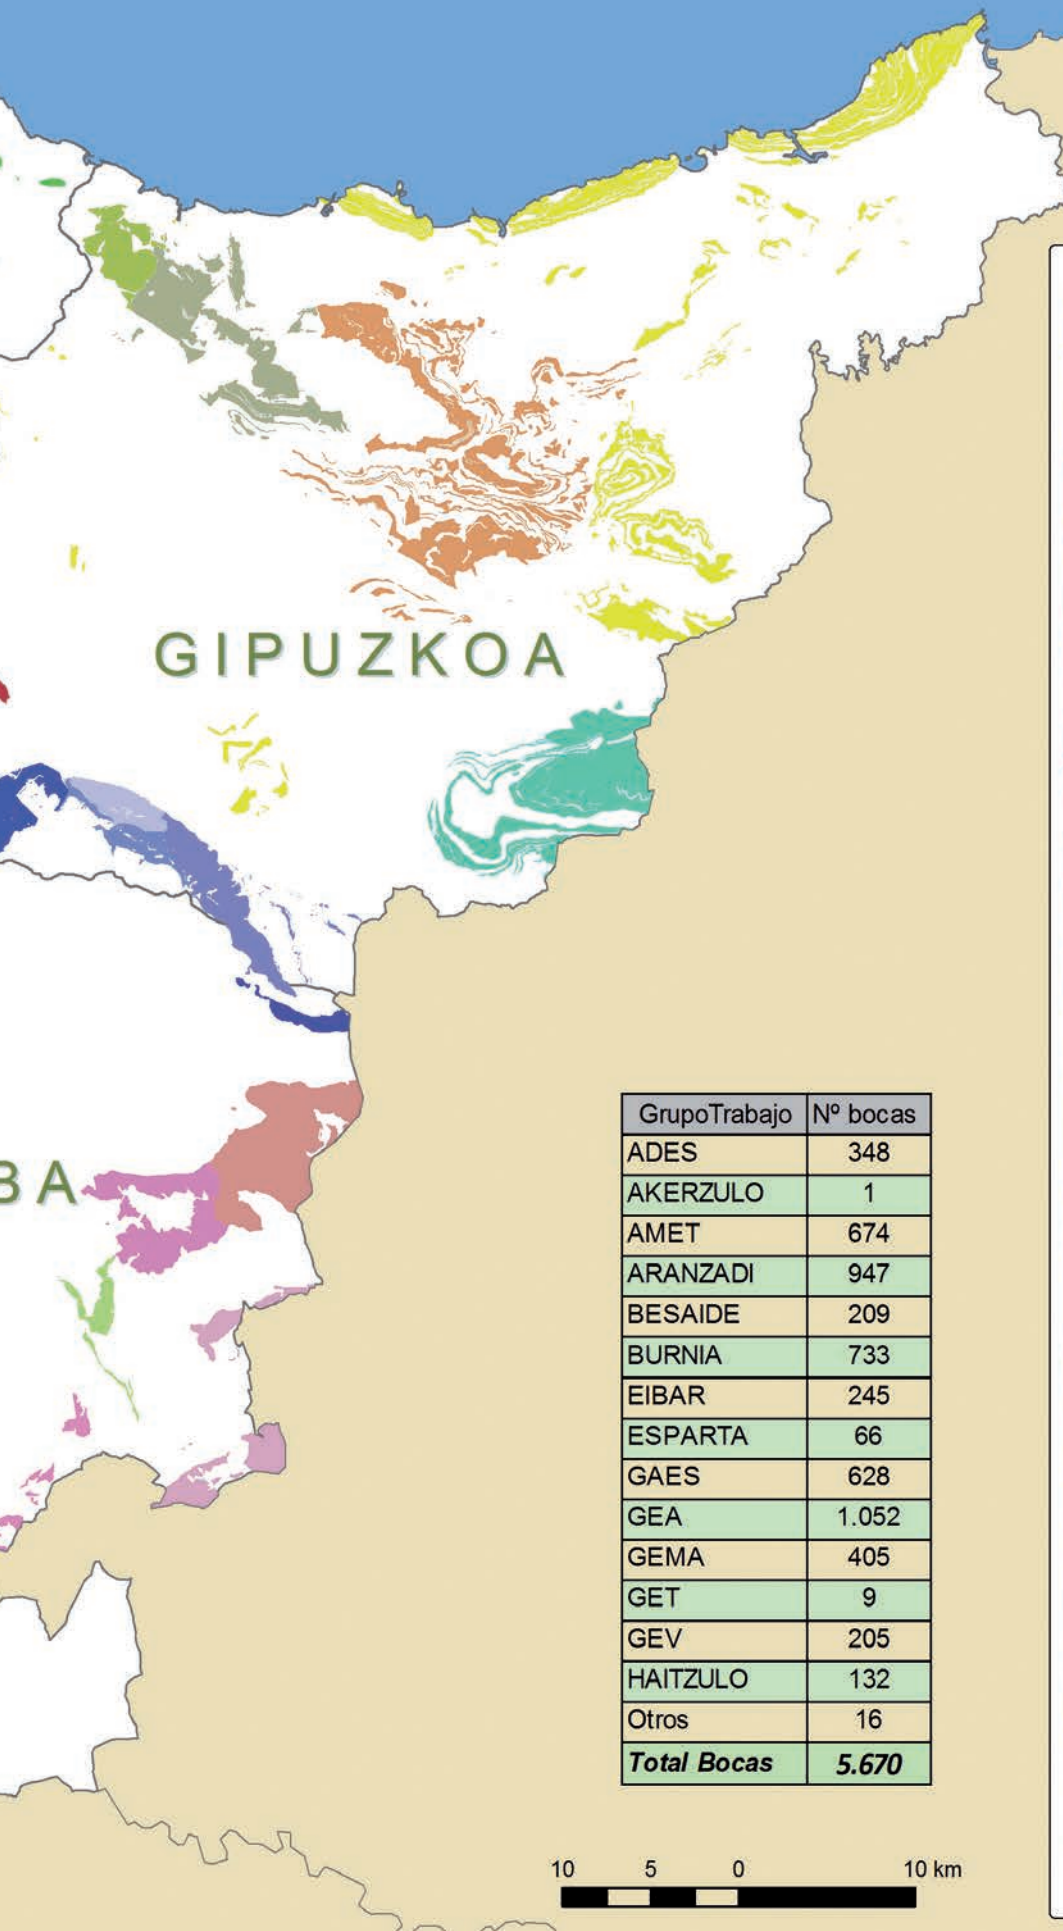 GIPUZKOA
BA
GrupoTrabajo Nº bocas
ADES 348
AKERZULO 1
AMET 674
ARANZADI 947
BESAIDE 209
BURNIA 733
EIBAR 245
ESPARTA 66
GAES 628
GEA 1.052
GEMA 405
GET 9
GEV 205
HAITZULO 132
Otros 16
Total Bocas 5.670
10 5 0 10 km